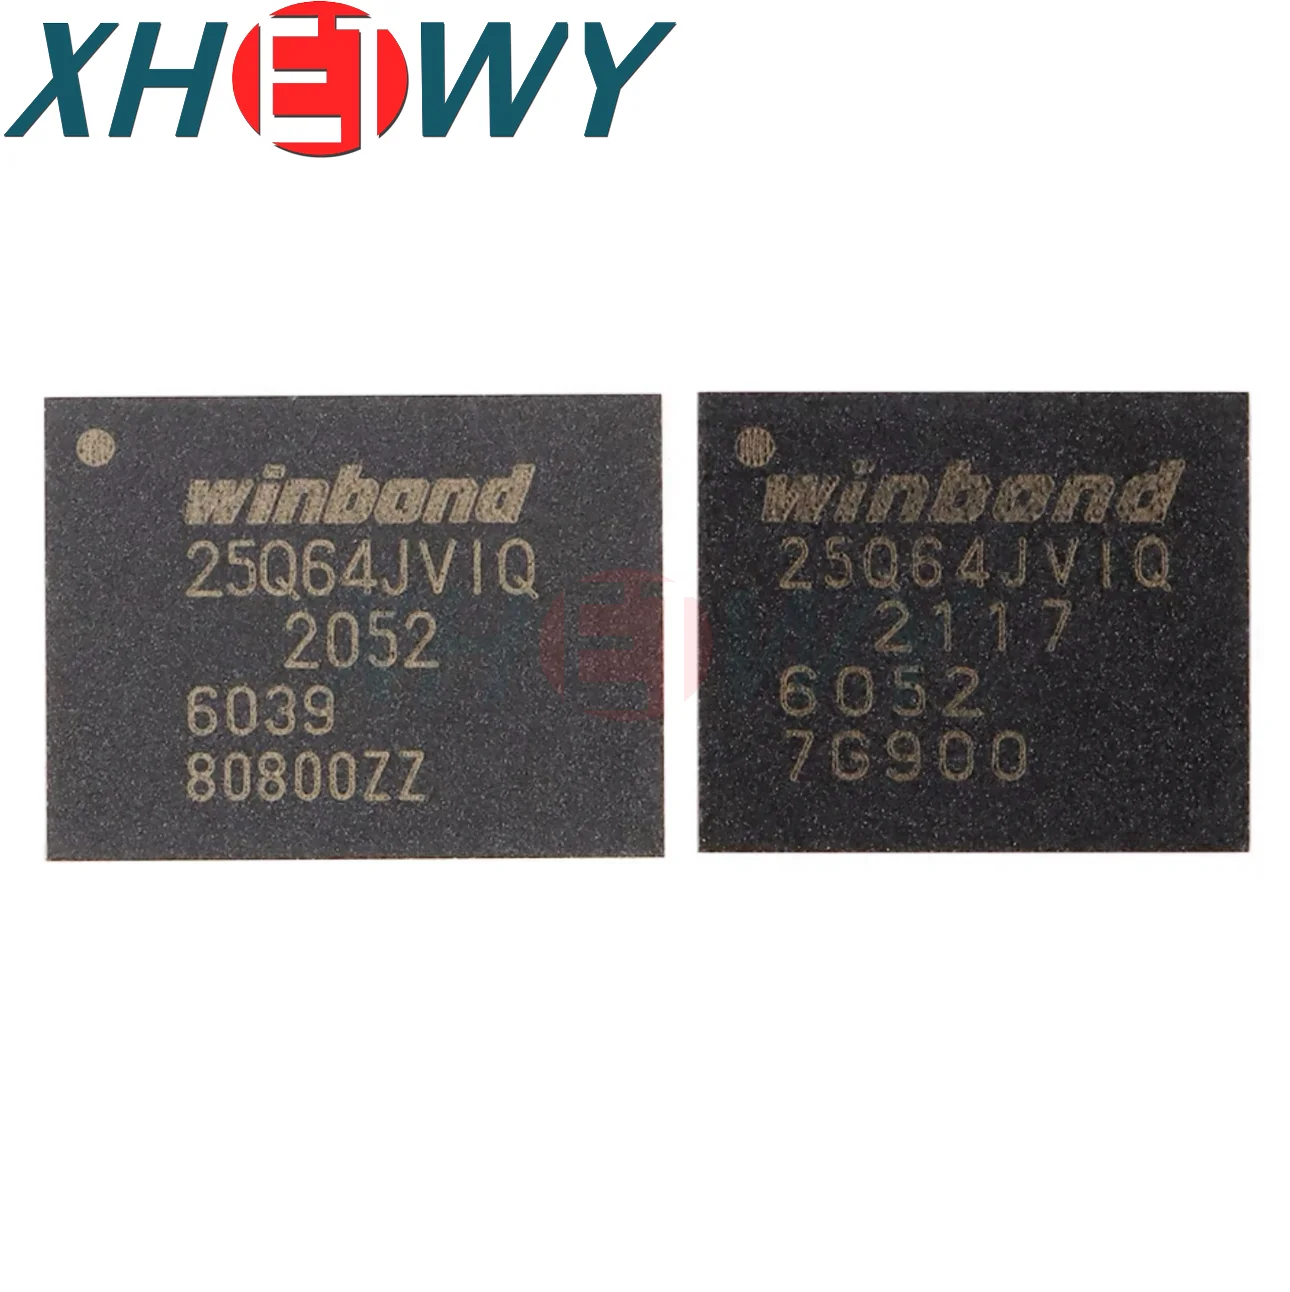 XHEWY
winbond
25Q64JVIQ
2052
6039
80800ZZ
winbond
25Q64JVIQ
2117
6052
7G900